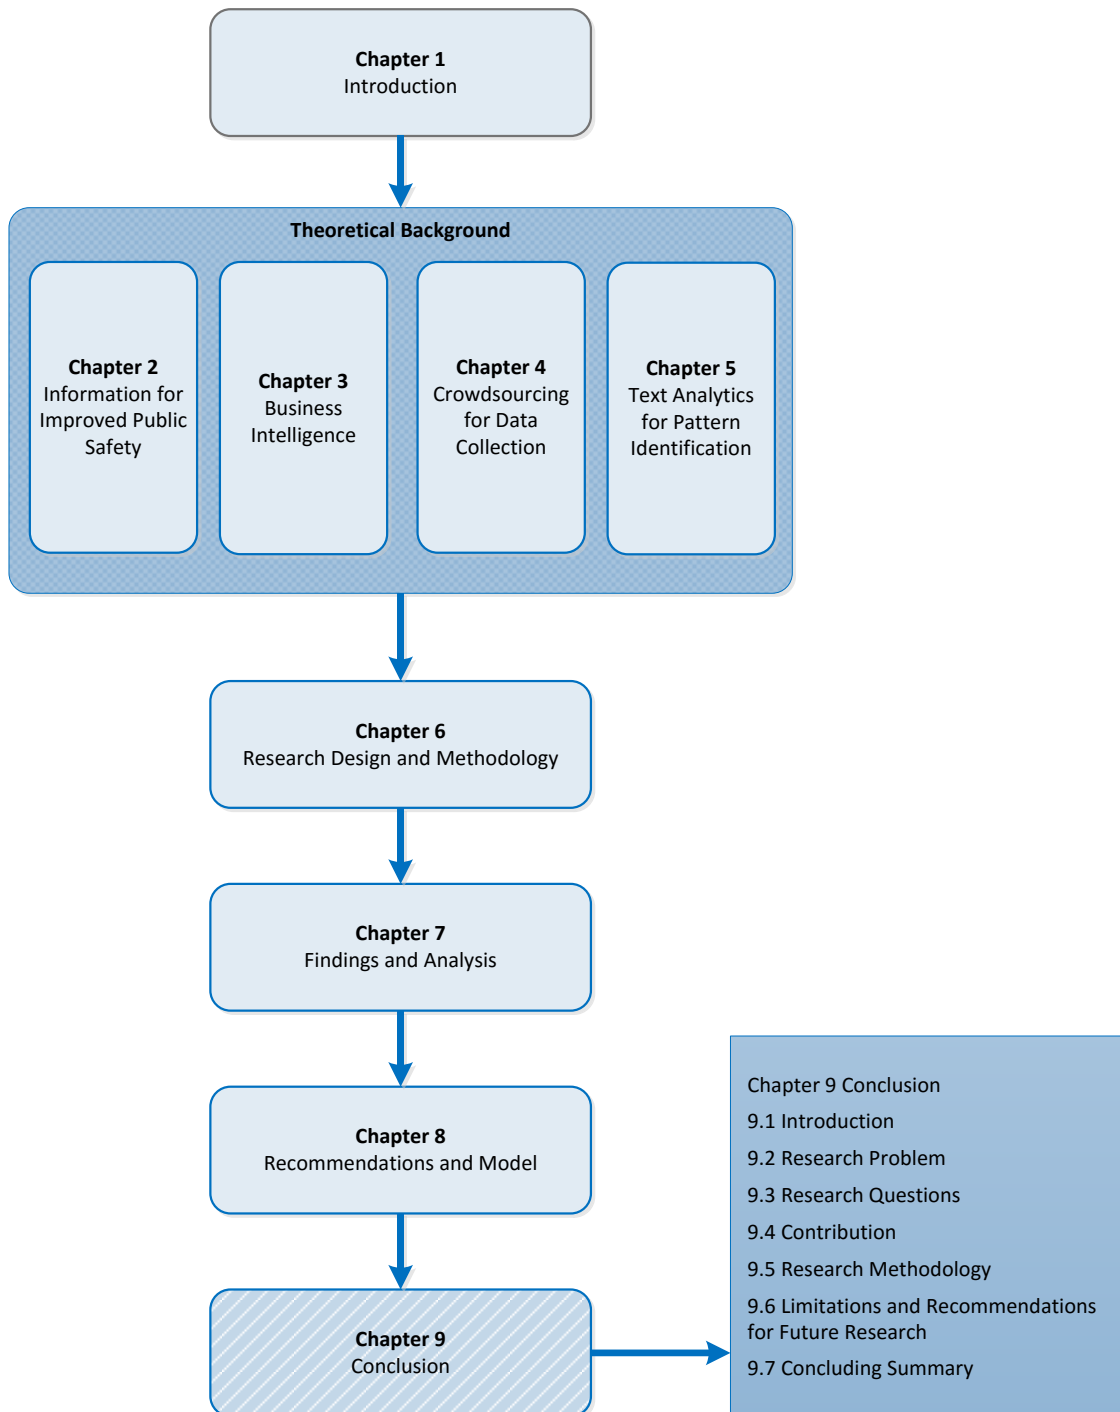 Chapter 1
Introduction
Theoretical Background
Chapter 2
Information for
Improved Public
Safety
Chapter 3
Business
Intelligence
Chapter 4
Crowdsourcing
for Data
Collection
Chapter 5
Text Analytics
for Pattern
Identification
Chapter 6
Research Design and Methodology
Chapter 7
Findings and Analysis
Chapter 8
Recommendations and Model
Chapter 9
Conclusion
Chapter 9 Conclusion
9.1 Introduction
9.2 Research Problem
9.3 Research Questions
9.4 Contribution
9.5 Research Methodology
9.6 Limitations and Recommendations
for Future Research
9.7 Concluding Summary